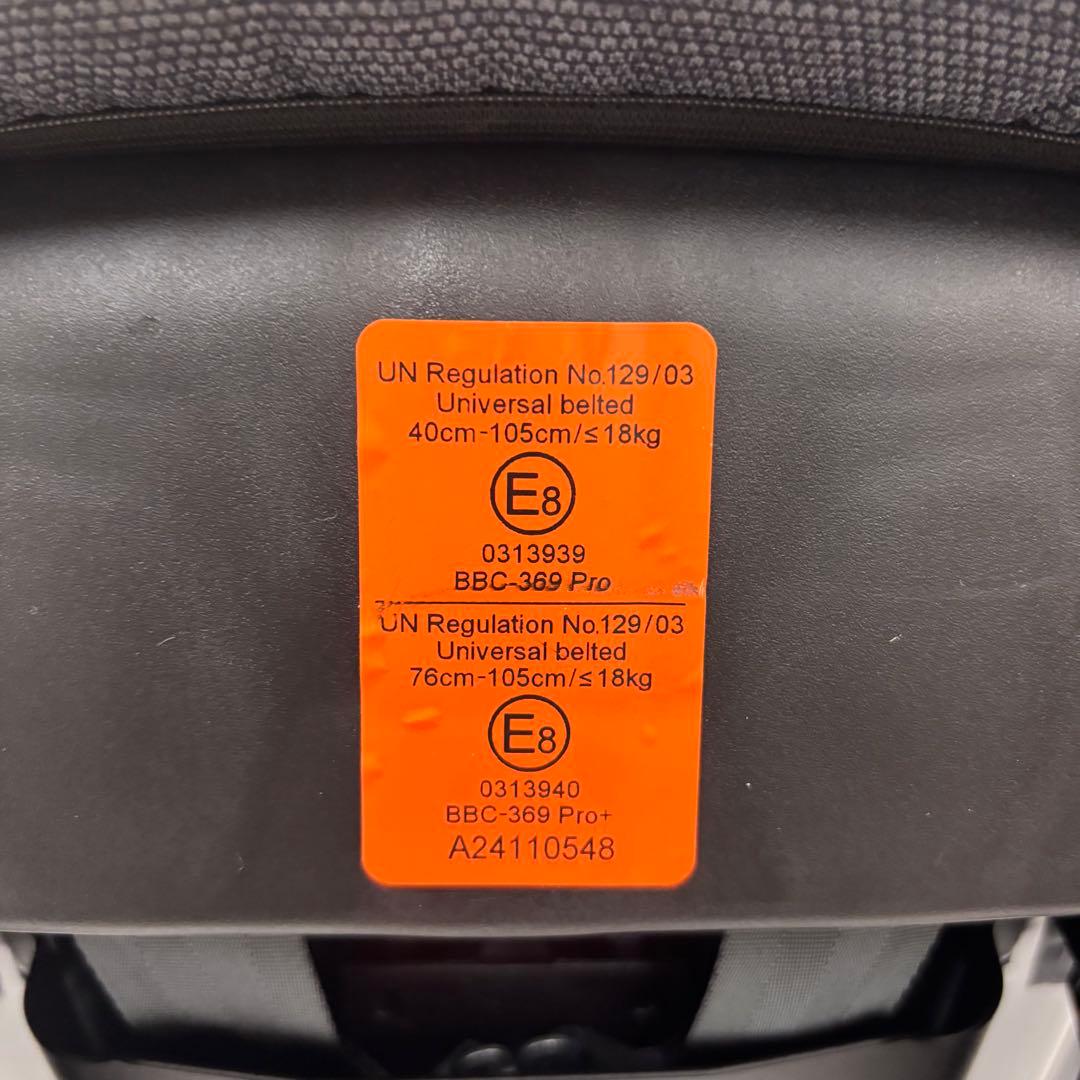 UN Regulation No.129/03
Universal belted
40cm-105cm/≤18kg
E8
0313939
BBC-369 Pro
UN Regulation No.129/03
Universal belted
76cm-105cm/≤18kg
E8
0313940
BBC-369 Pro+
A24110548